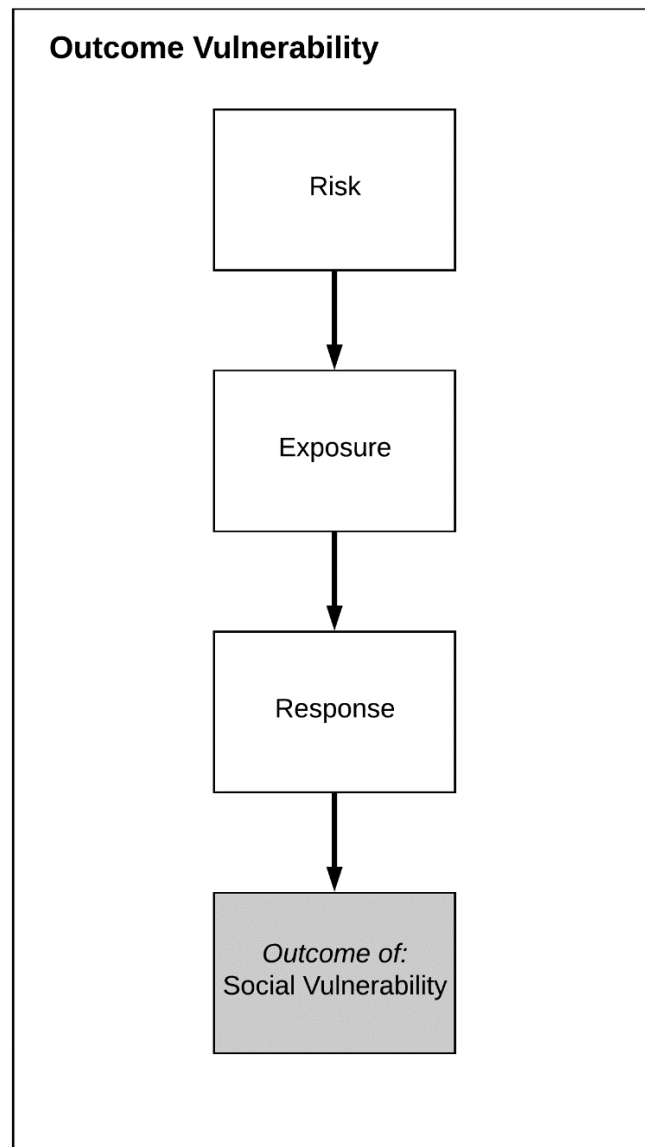 Outcome Vulnerability
Risk
Exposure
Response
Outcome of:
Social Vulnerability